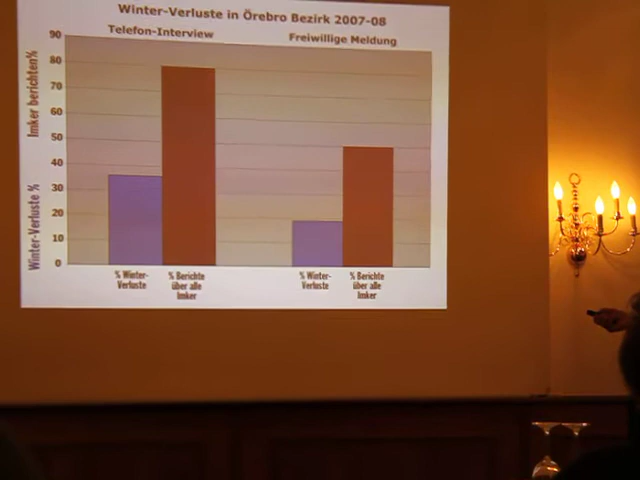 Winter-Verluste in Örebro Bezirk 2007-08
Telefon-Interview
Freiwillige Meldung
90
80
70
60
50
40
30
20
10
0
Imker berichten%
Winter-Verluste %
% Winter-
Verluste
% Berichte
über alle
Imker
% Winter-
Verluste
% Berichte
über alle
Imker